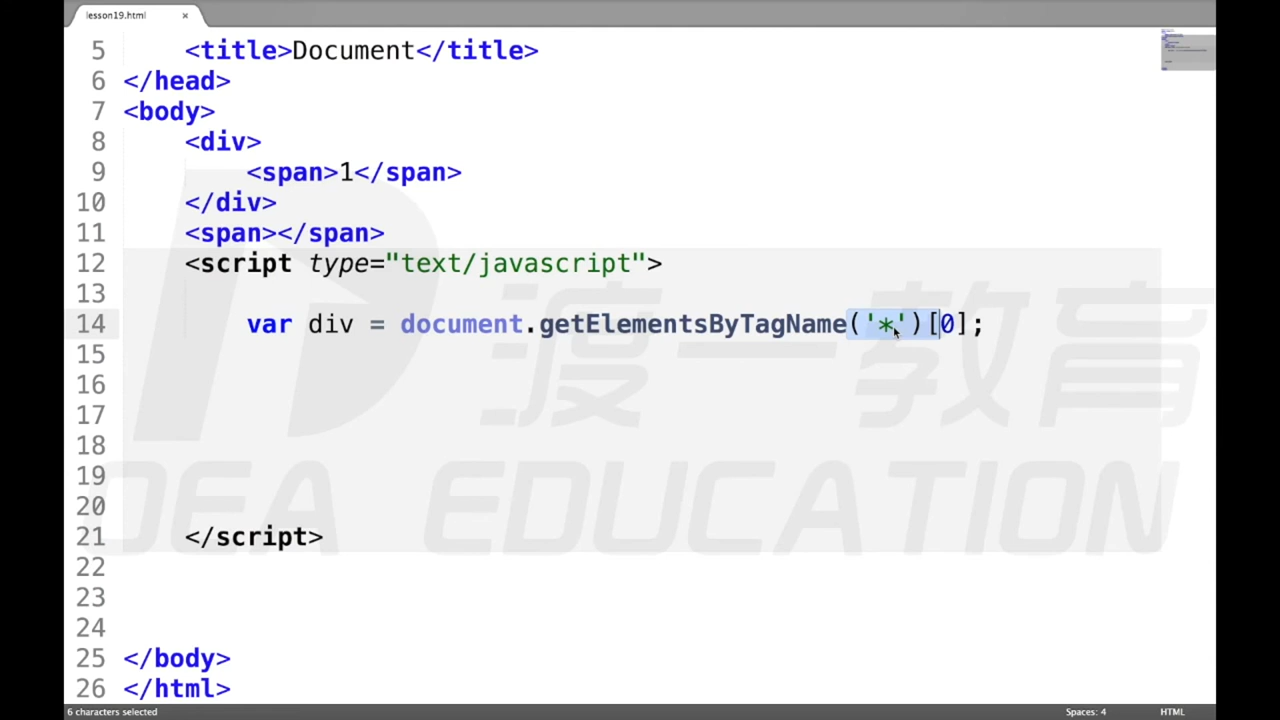 lesson19.html ×
5 <title>Document</title>
6 </head>
7 <body>
8 <div>
9 <span>1</span>
10 </div>
11 <span></span>
12 <script type="text/javascript">
13
14 var div = document.getElementsByTagName('*')[0];
15
16
17
18
19
20
21 </script>
22
23
24
25 </body>
26 </html>
渡一教育
DEA EDUCATION
6 characters selected Spaces: 4 HTML